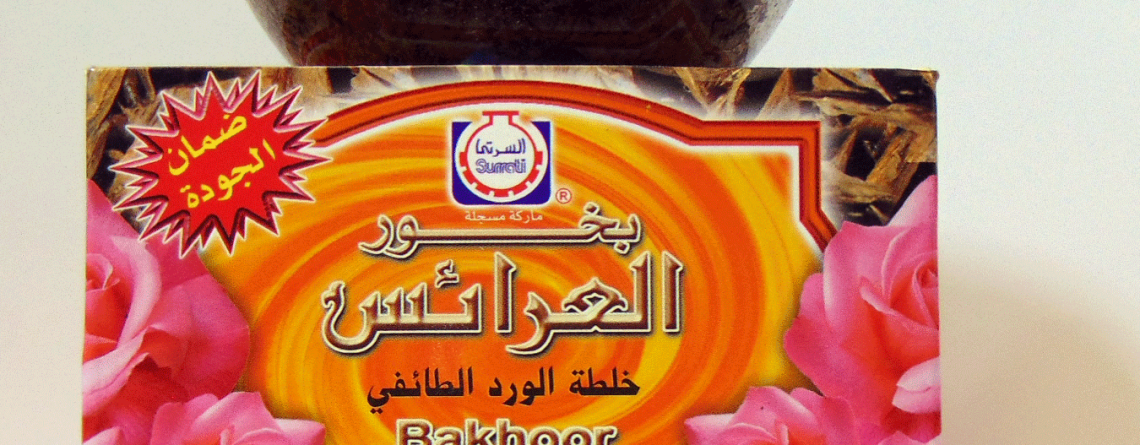 ضمان
الجودة
السرتي
Surrati
®
ماركة مسجلة
بخور
العرائس
خلطة الورد الطائفي
Bakhoor